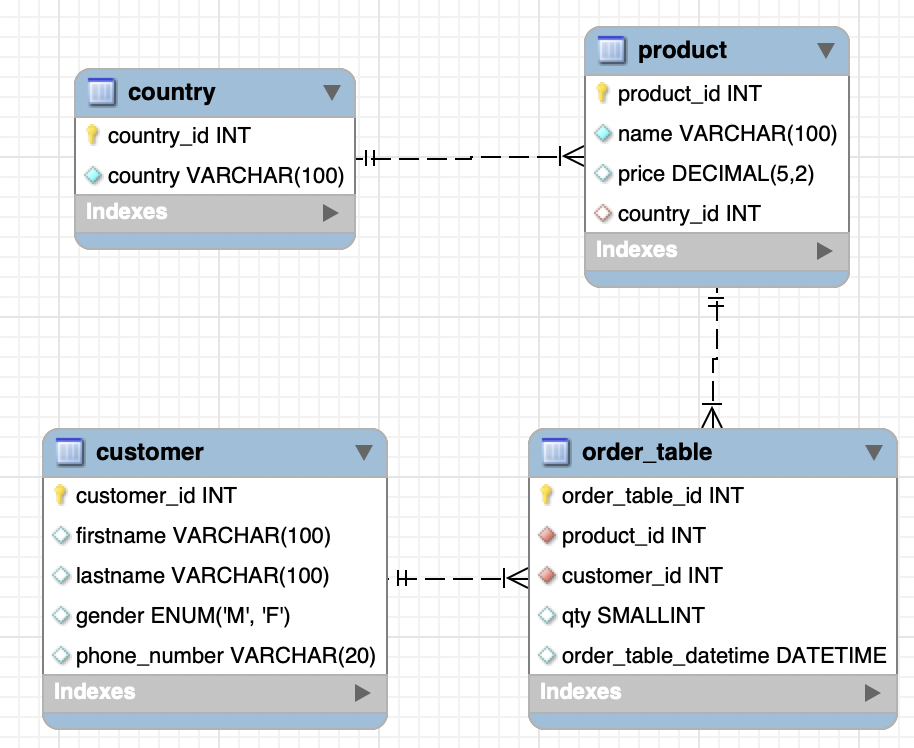 country
country_id INT
country VARCHAR(100)
Indexes
product
product_id INT
name VARCHAR(100)
price DECIMAL(5,2)
country_id INT
Indexes
customer
customer_id INT
firstname VARCHAR(100)
lastname VARCHAR(100)
gender ENUM('M', 'F')
phone_number VARCHAR(20)
Indexes
order_table
order_table_id INT
product_id INT
customer_id INT
qty SMALLINT
order_table_datetime DATETIME
Indexes